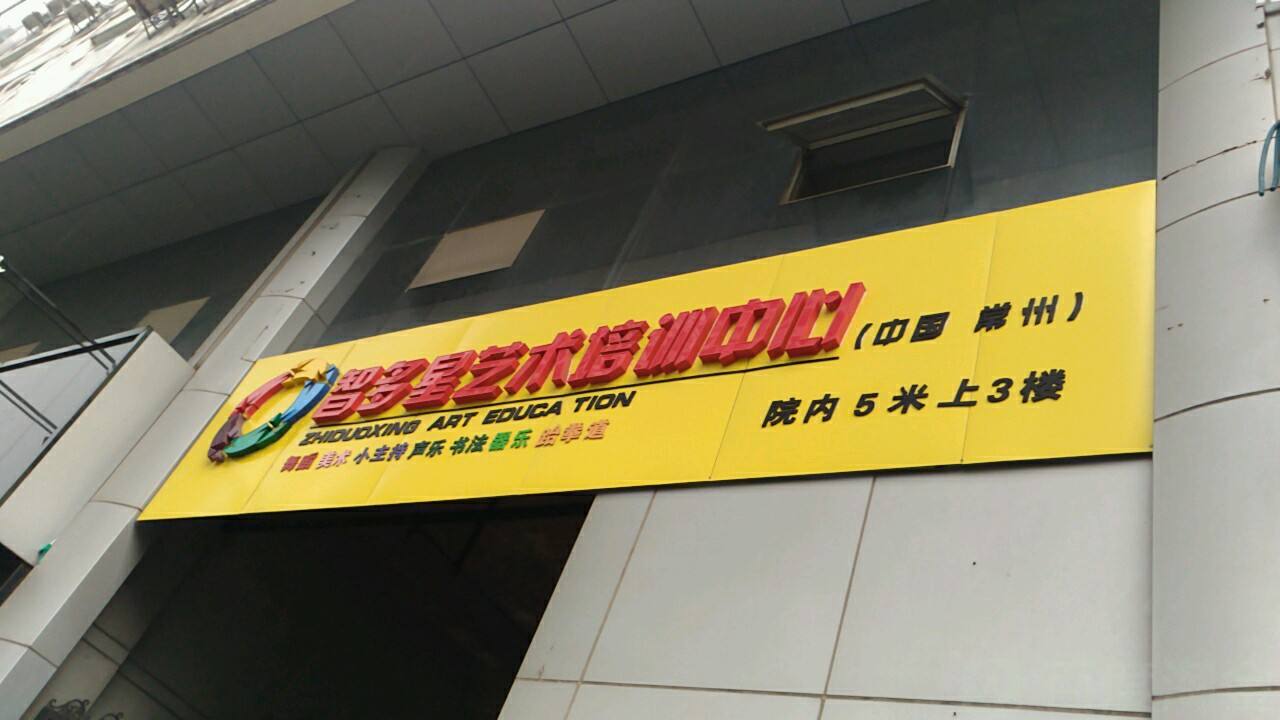 智多星艺术培训中心(中国 常州)
ZHIDUOXING ART EDUCA TION
舞蹈 美术 小主持 声乐 书法 器乐 跆拳道
院内5米上3楼